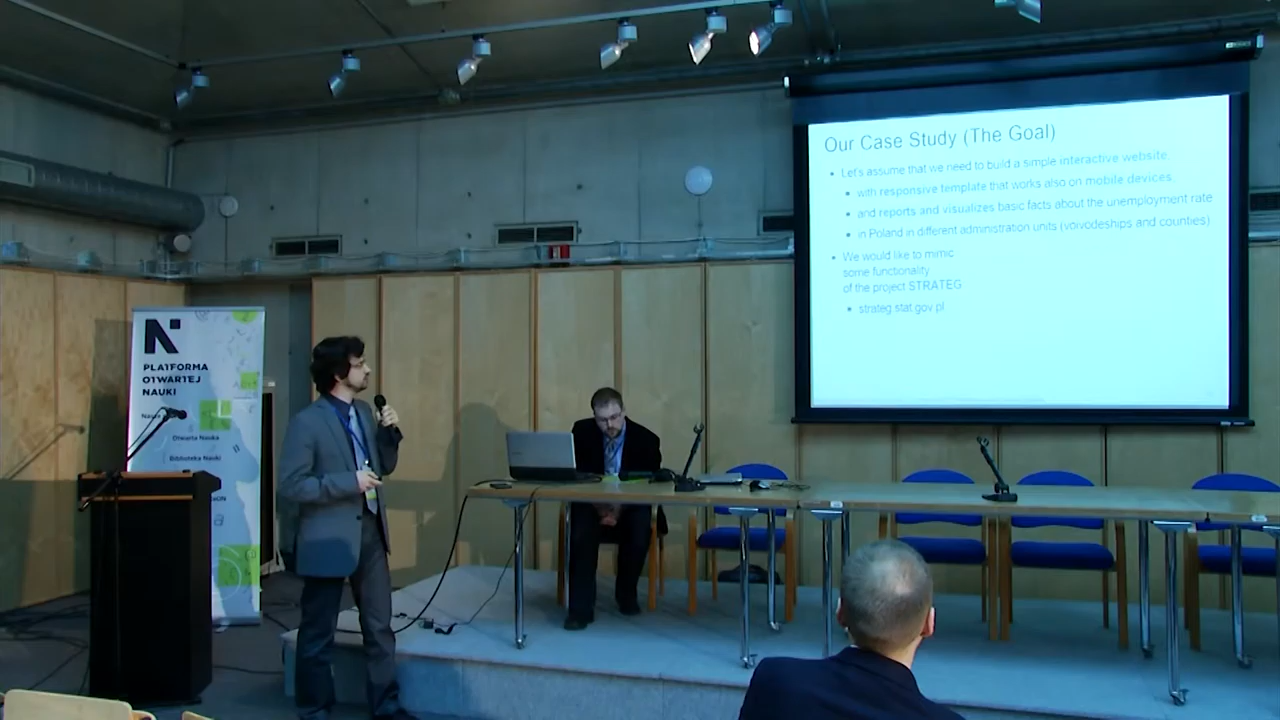 Our Case Study (The Goal)
Let's assume that we need to build a simple interactive website,
with responsive template that works also on mobile devices
and reports and visualizes basic facts about the unemployment rate
in Poland in different administration units (voivodeships and counties)
We would like to mimic
some functionality
of the project STRATEG
strateg.stat.gov.pl
N
PLATFORMA
OTWARTEJ
NAUKI
Otwarta Nauka
Biblioteka Nauki